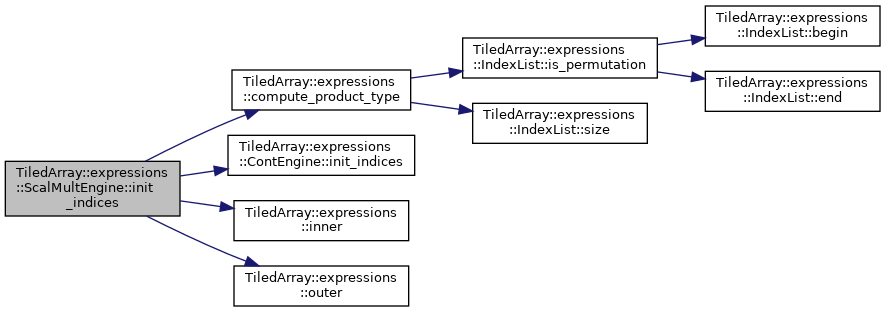 TiledArray::expressions
::ScalMultEngine::init
_indices
TiledArray::expressions
::compute_product_type
TiledArray::expressions
::ContEngine::init_indices
TiledArray::expressions
::inner
TiledArray::expressions
::outer
TiledArray::expressions
::IndexList::is_permutation
TiledArray::expressions
::IndexList::size
TiledArray::expressions
::IndexList::begin
TiledArray::expressions
::IndexList::end